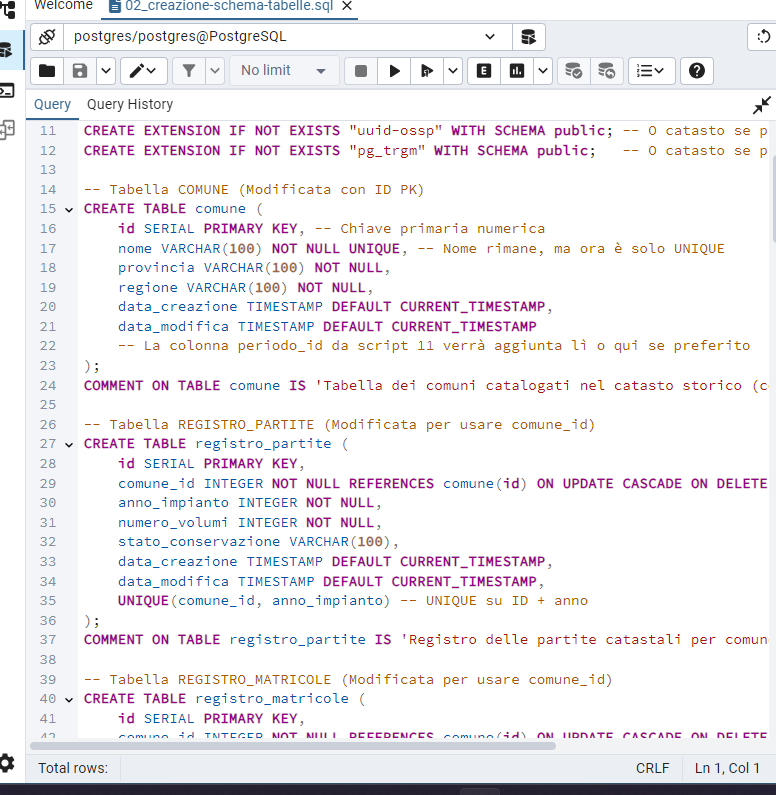 Welcome 02_creazione-schema-tabelle.sql
postgres/postgres@PostgreSQL
No limit
E
Query Query History
11 CREATE EXTENSION IF NOT EXISTS "uuid-ossp" WITH SCHEMA public; -- O catasto se p
12 CREATE EXTENSION IF NOT EXISTS "pg_trgm" WITH SCHEMA public; -- O catasto se p
13
14 -- Tabella COMUNE (Modificata con ID PK)
15 CREATE TABLE comune (
16 id SERIAL PRIMARY KEY, -- Chiave primaria numerica
17 nome VARCHAR(100) NOT NULL UNIQUE, -- Nome rimane, ma ora è solo UNIQUE
18 provincia VARCHAR(100) NOT NULL,
19 regione VARCHAR(100) NOT NULL,
20 data_creazione TIMESTAMP DEFAULT CURRENT_TIMESTAMP,
21 data_modifica TIMESTAMP DEFAULT CURRENT_TIMESTAMP
22 -- La colonna periodo_id da script 11 verrà aggiunta lì o qui se preferito
23 );
24 COMMENT ON TABLE comune IS 'Tabella dei comuni catalogati nel catasto storico (c
25
26 -- Tabella REGISTRO_PARTITE (Modificata per usare comune_id)
27 CREATE TABLE registro_partite (
28 id SERIAL PRIMARY KEY,
29 comune_id INTEGER NOT NULL REFERENCES comune(id) ON UPDATE CASCADE ON DELETE
30 anno_impianto INTEGER NOT NULL,
31 numero_volumi INTEGER NOT NULL,
32 stato_conservazione VARCHAR(100),
33 data_creazione TIMESTAMP DEFAULT CURRENT_TIMESTAMP,
34 data_modifica TIMESTAMP DEFAULT CURRENT_TIMESTAMP,
35 UNIQUE(comune_id, anno_impianto) -- UNIQUE su ID + anno
36 );
37 COMMENT ON TABLE registro_partite IS 'Registro delle partite catastali per comun
38
39 -- Tabella REGISTRO_MATRICOLE (Modificata per usare comune_id)
40 CREATE TABLE registro_matricole (
41 id SERIAL PRIMARY KEY,
42 comune_id INTEGER NOT NULL REFERENCES comune(id) ON UPDATE CASCADE ON DELETE
Total rows: CRLF Ln 1, Col 1